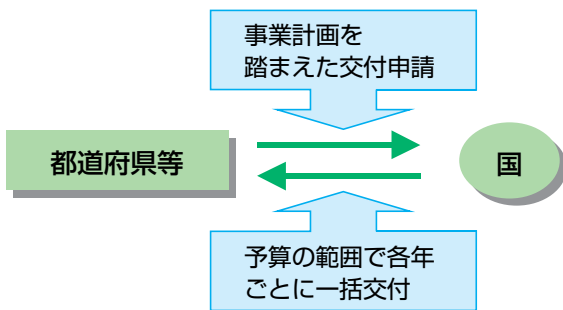 事業計画を
踏まえた交付申請
都道府県等
国
予算の範囲で各年
ごとに一括交付